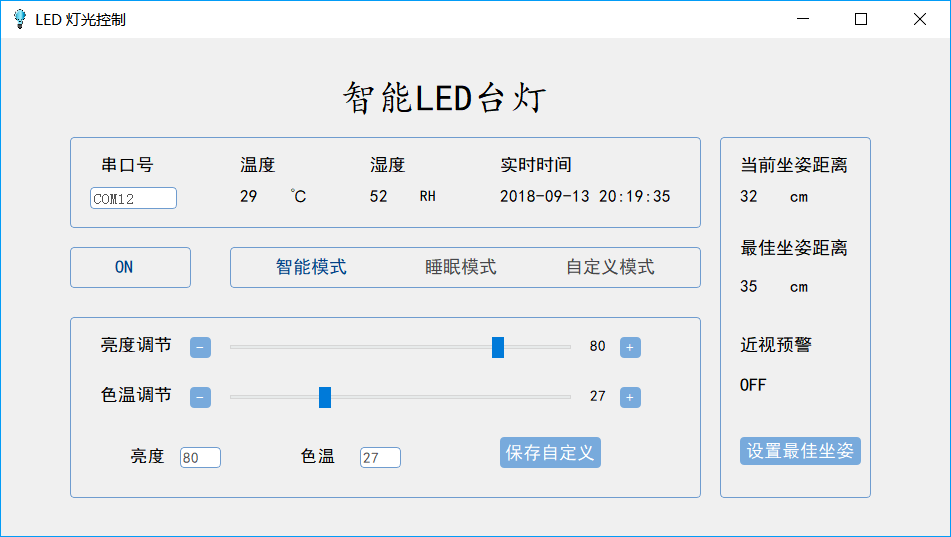 LED 灯光控制
智能LED台灯
串口号 温度 湿度 实时时间
COM12 29 ℃ 52 RH 2018-09-13 20:19:35
ON 智能模式 睡眠模式 自定义模式
亮度调节 - 80 +
色温调节 - 27 +
亮度 80 色温 27 保存自定义
当前坐姿距离
32 cm
最佳坐姿距离
35 cm
近视预警
OFF
设置最佳坐姿